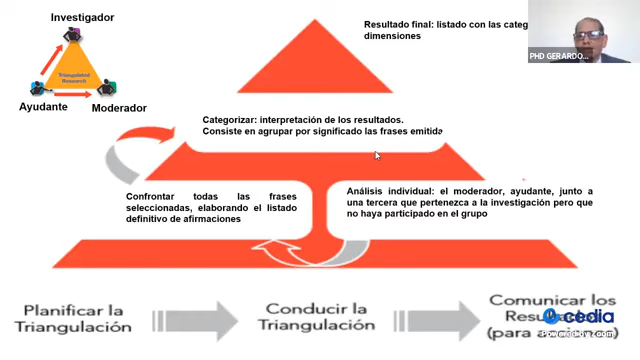 Investigador
Triangulated
Research
Ayudante
Moderador
Resultado final: listado con las categ
dimensiones
PHD GERARDO...
Categorizar: interpretación de los resultados.
Consiste en agrupar por significado las frases emitida
Confrontar todas las frases
seleccionadas, elaborando el listado
definitivo de afirmaciones
Análisis individual: el moderador, ayudante, junto a
una tercera que pertenezca a la investigación pero que
no haya participado en el grupo
Planificar la
Triangulación
Conducir la
Triangulación
Comunicar los
(para
cedia
Powered by zoom